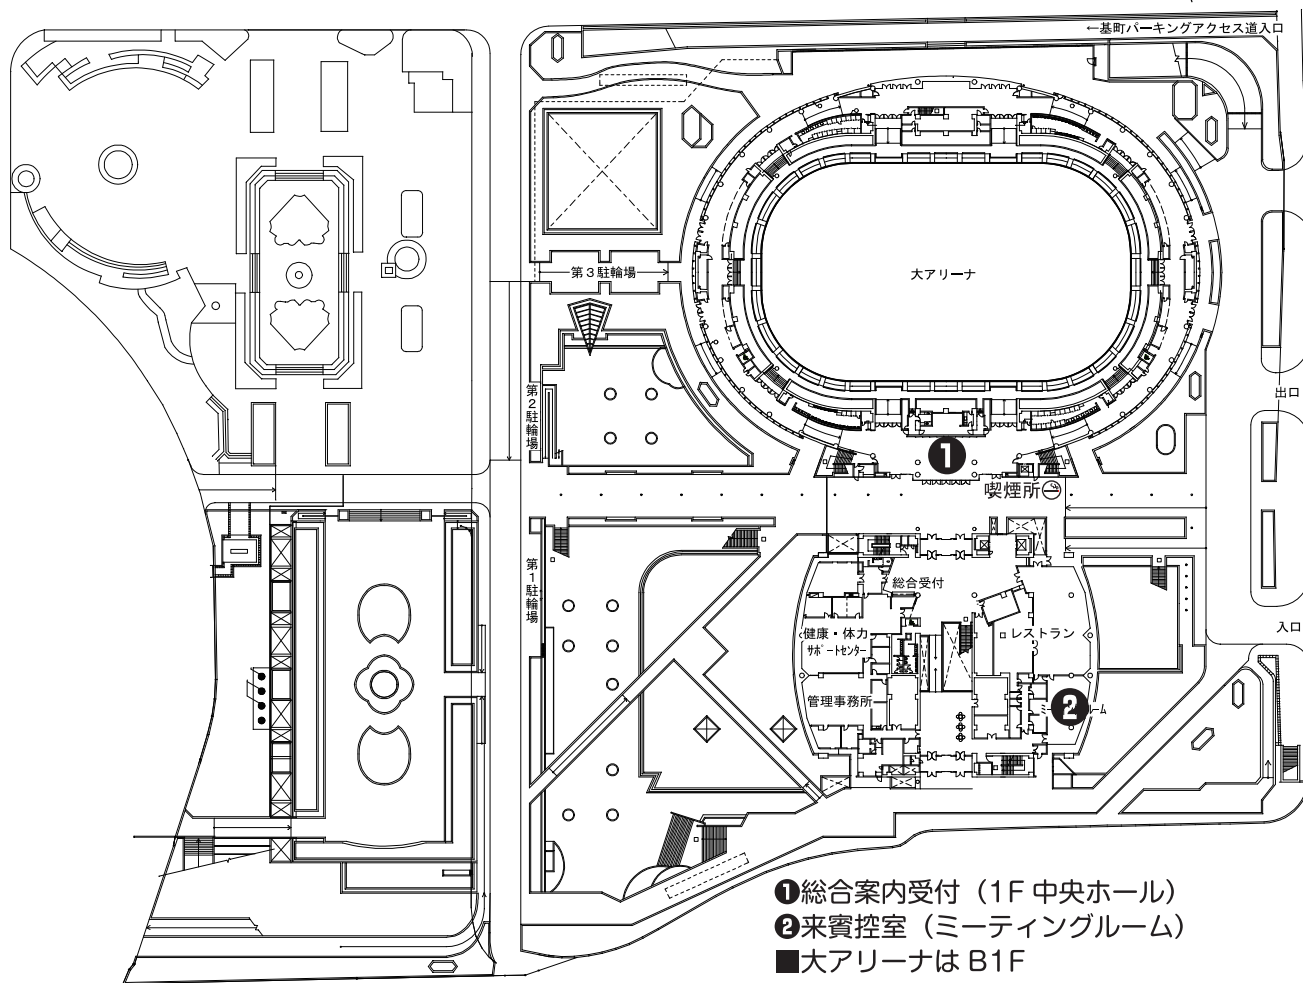 ←基町パーキングアクセス道入口
大アリーナ
第3駐輪場
第2駐輪場
出口
❶
喫煙所
第1駐輪場
総合受付
健康・体力
サポートセンター
レストラン
入口
管理事務所
❷
❶総合案内受付（1F 中央ホール）
❷来賓控室（ミーティングルーム）
■大アリーナは B1F